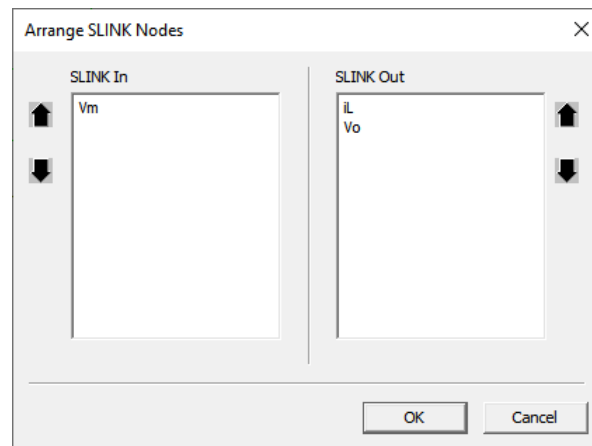 Arrange SLINK Nodes
SLINK In
SLINK Out
Vm
iL
Vo
OK
Cancel